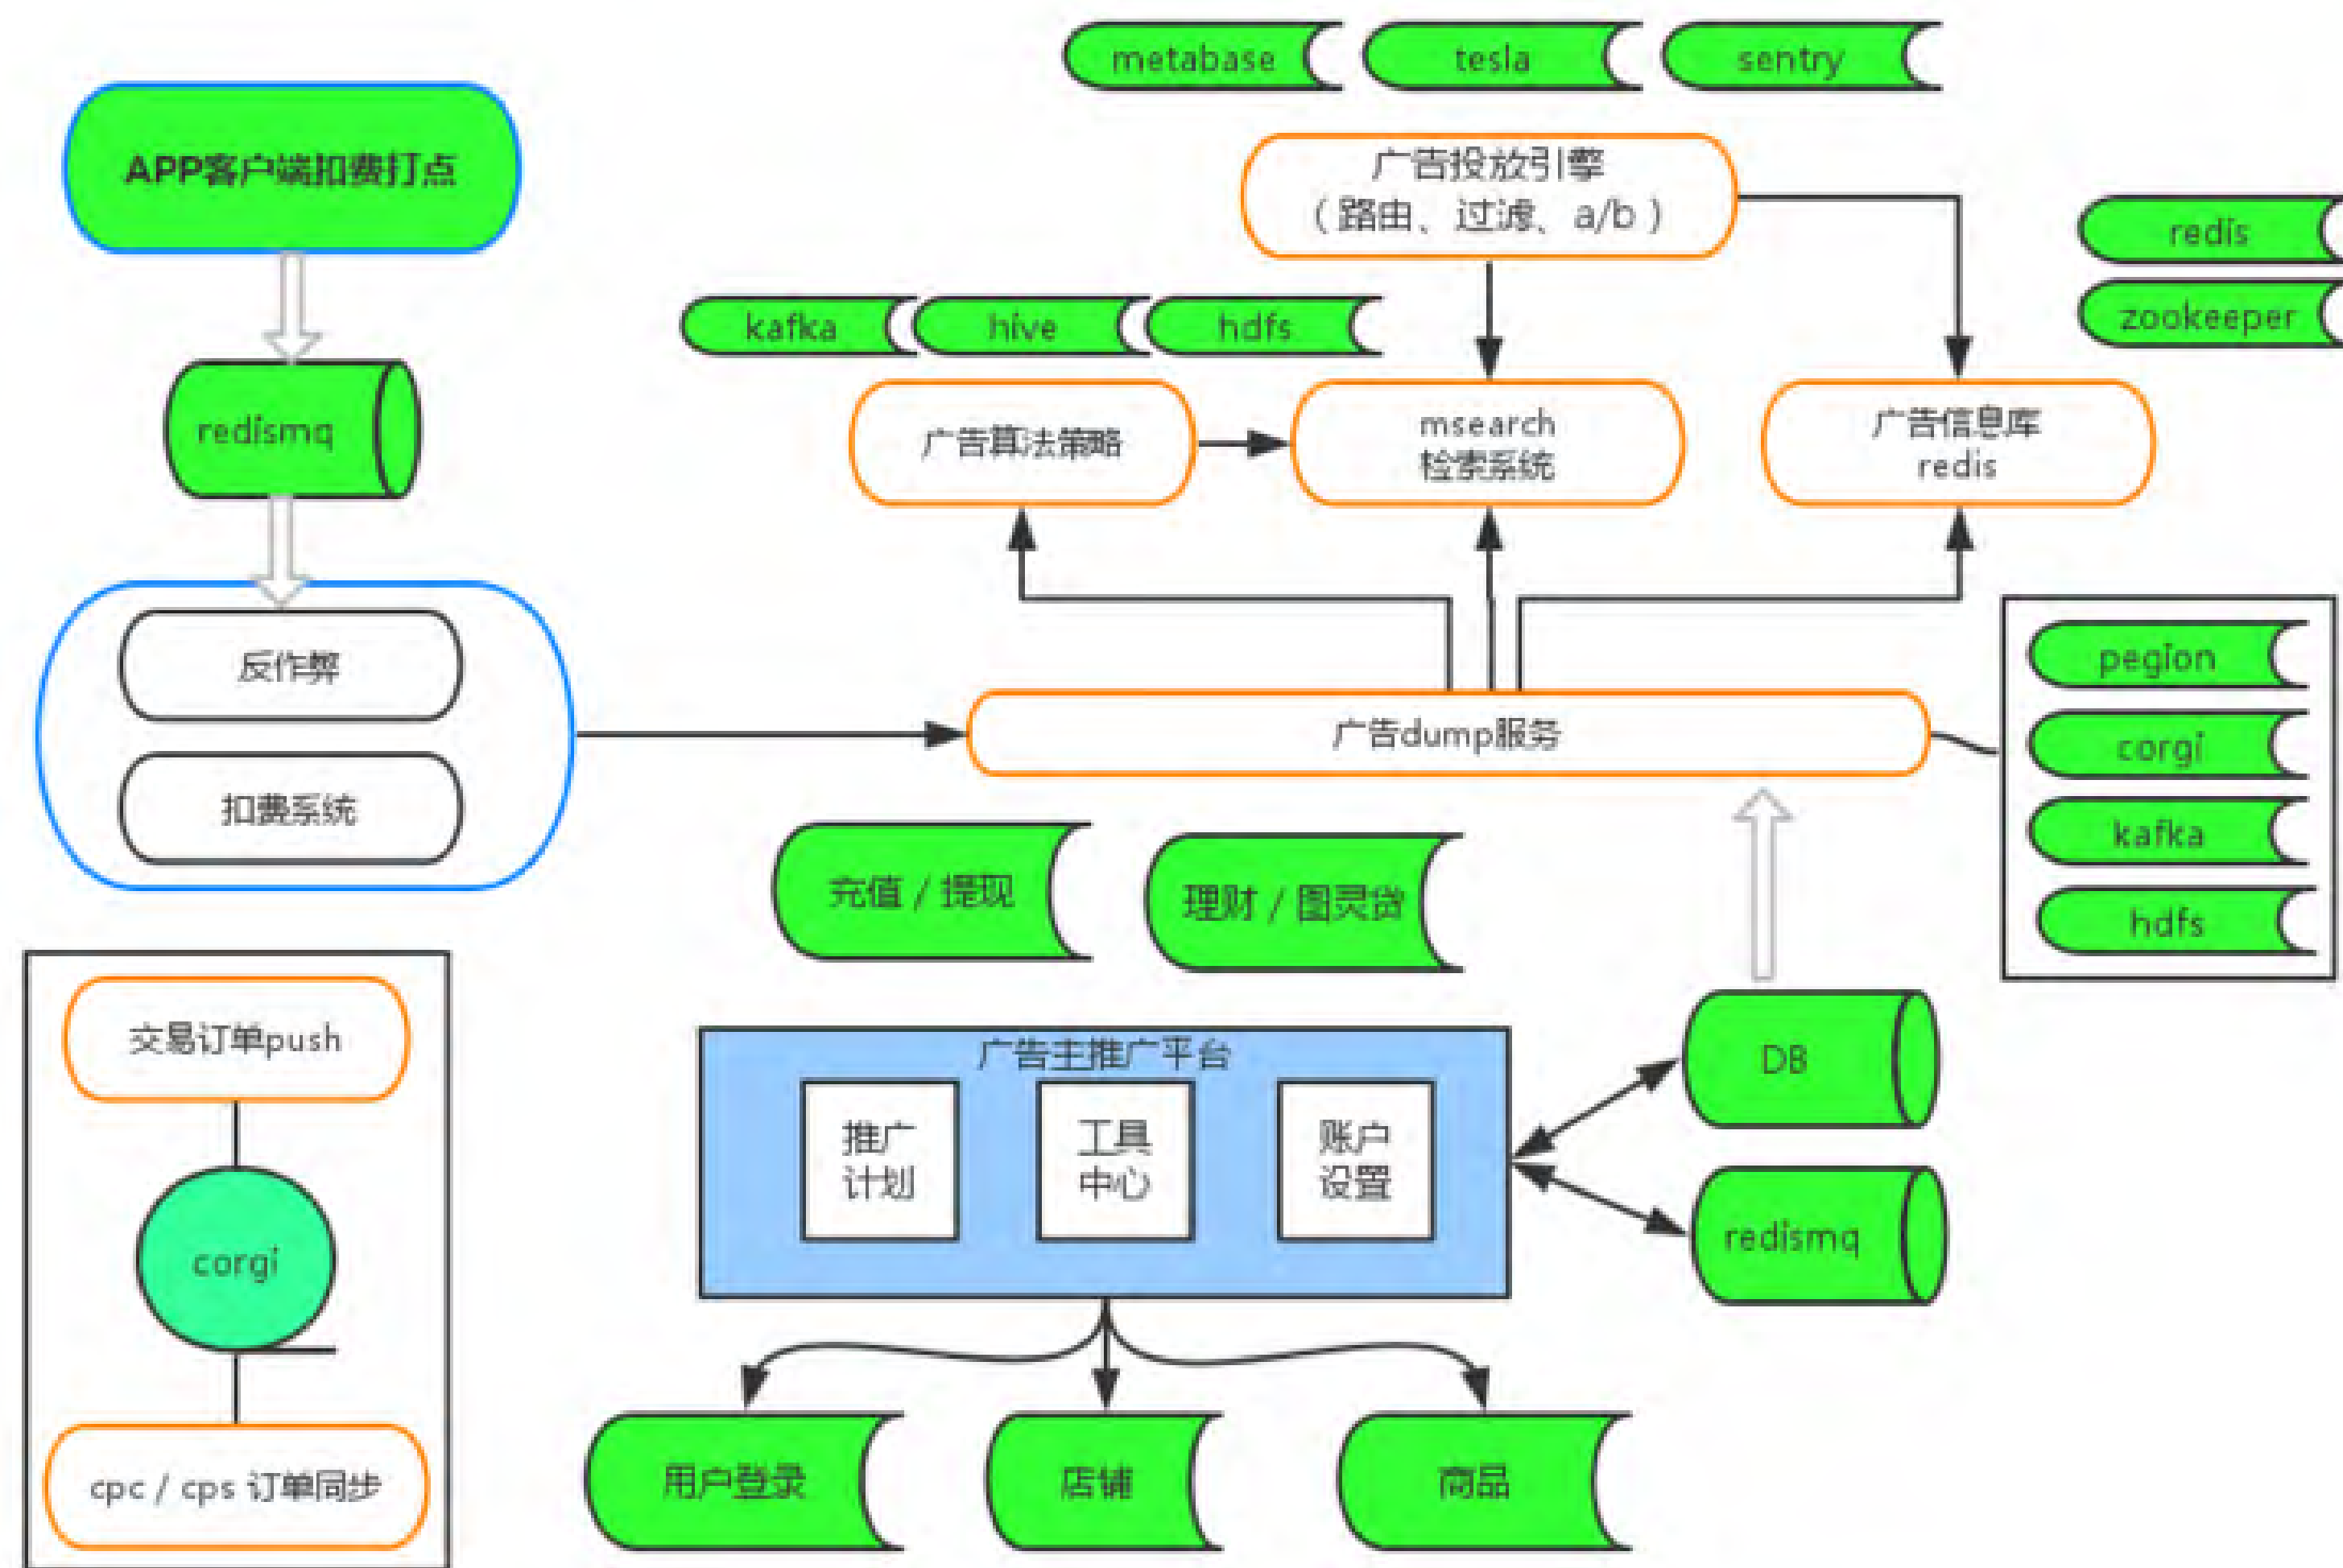 metabase
tesla
sentry
APP客户端扣费打点
广告投放引擎
（路由、过滤、a/b）
redis
zookeeper
kafka
hive
hdfs
redismq
广告算法策略
msearch
检索系统
广告信息库
redis
反作弊
扣费系统
广告dump服务
pegion
corgi
kafka
hdfs
充值 / 提现
理财 / 图灵贷
交易订单push
corgi
cpc / cps 订单同步
广告主推广平台
推广
计划
工具
中心
账户
设置
DB
redismq
用户登录
店铺
商品